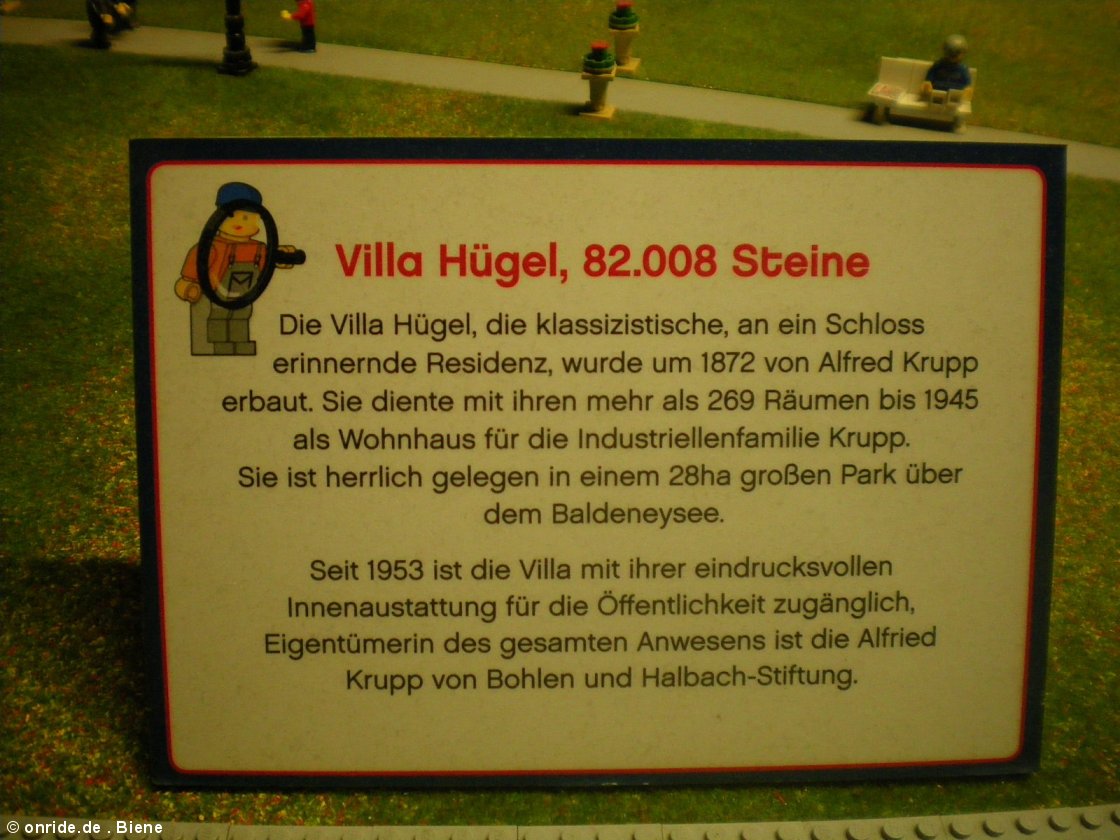 Villa Hügel, 82.008 Steine
Die Villa Hügel, die klassizistische, an ein Schloss
erinnernde Residenz, wurde um 1872 von Alfred Krupp
erbaut. Sie diente mit ihren mehr als 269 Räumen bis 1945
als Wohnhaus für die Industriellenfamilie Krupp.
Sie ist herrlich gelegen in einem 28ha großen Park über
dem Baldeneysee.
Seit 1953 ist die Villa mit ihrer eindrucksvollen
Innenaustattung für die Öffentlichkeit zugänglich,
Eigentümerin des gesamten Anwesens ist die Alfried
Krupp von Bohlen und Halbach-Stiftung.
© onride.de . Biene